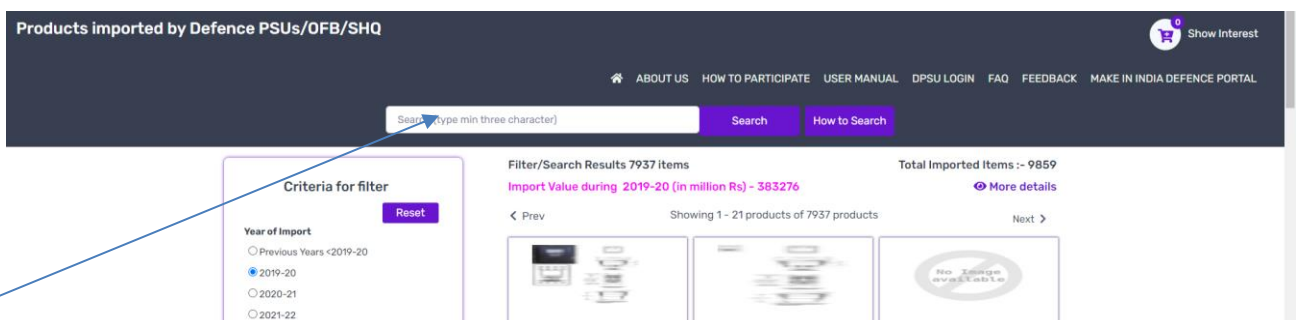 Products imported by Defence PSUs/OFB/SHQ
0
Show Interest
ABOUT US HOW TO PARTICIPATE USER MANUAL DPSU LOGIN FAQ FEEDBACK MAKE IN INDIA DEFENCE PORTAL
Search (type min three character)
Search
How to Search
Criteria for filter
Reset
Year of Import
Previous Years <2019-20
2019-20
2020-21
2021-22
Filter/Search Results 7937 items
Total Imported Items :- 9859
Import Value during 2019-20 (in million Rs) - 383276
More details
Prev
Showing 1 - 21 products of 7937 products
Next
No Image
available